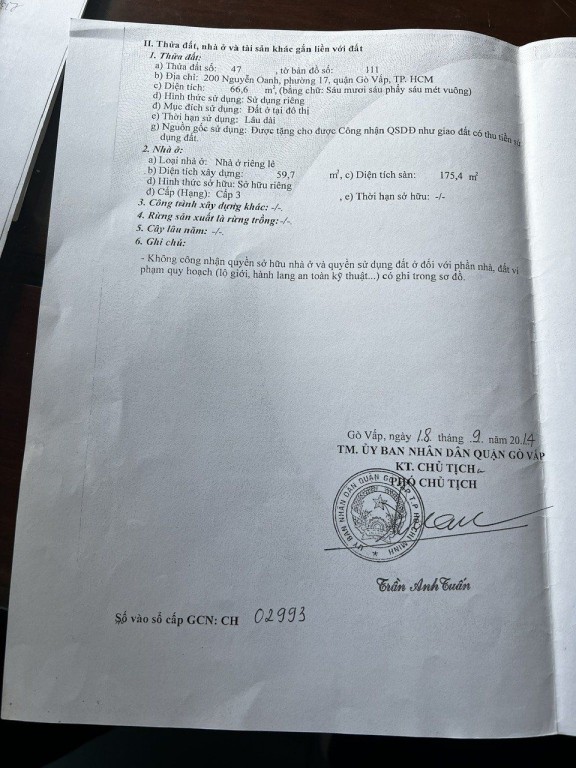 II. Thửa đất, nhà ở và tài sản khác gắn liền với đất
1. Thửa đất:
a) Thửa đất số: 47 , tờ bản đồ số: 111
b) Địa chỉ: 200 Nguyễn Oanh, phường 17, quận Gò Vấp, TP. HCM
c) Diện tích: 66,6 m², (bằng chữ: Sáu mươi sáu phẩy sáu mét vuông)
d) Hình thức sử dụng: Sử dụng riêng
đ) Mục đích sử dụng: Đất ở tại đô thị
e) Thời hạn sử dụng: Lâu dài
g) Nguồn gốc sử dụng: Được tặng cho được Công nhận QSDĐ như giao đất có thu tiền sử
dụng đất.
2. Nhà ở:
a) Loại nhà ở: Nhà ở riêng lẻ
b) Diện tích xây dựng: 59,7 m², c) Diện tích sàn: 175,4 m²
d) Hình thức sở hữu: Sở hữu riêng
đ) Cấp (Hạng): Cấp 3 , e) Thời hạn sở hữu: -/-
3. Công trình xây dựng khác: -/-.
4. Rừng sản xuất là rừng trồng: -/-.
5. Cây lâu năm: -/-.
6. Ghi chú:
- Không công nhận quyền sở hữu nhà ở và quyền sử dụng đất ở đối với phần nhà, đất vi
phạm quy hoạch (lộ giới, hành lang an toàn kỹ thuật...) có ghi trong sơ đồ.
Gò Vấp, ngày 18 tháng 9 năm 2014
TM. ỦY BAN NHÂN DÂN QUẬN GÒ VẤP
KT. CHỦ TỊCH
PHÓ CHỦ TỊCH
ỦY BAN NHÂN DÂN QUẬN GÒ VẤP T.P HỒ CHÍ MINH
Trần Anh Tuấn
Số vào sổ cấp GCN: CH 02993